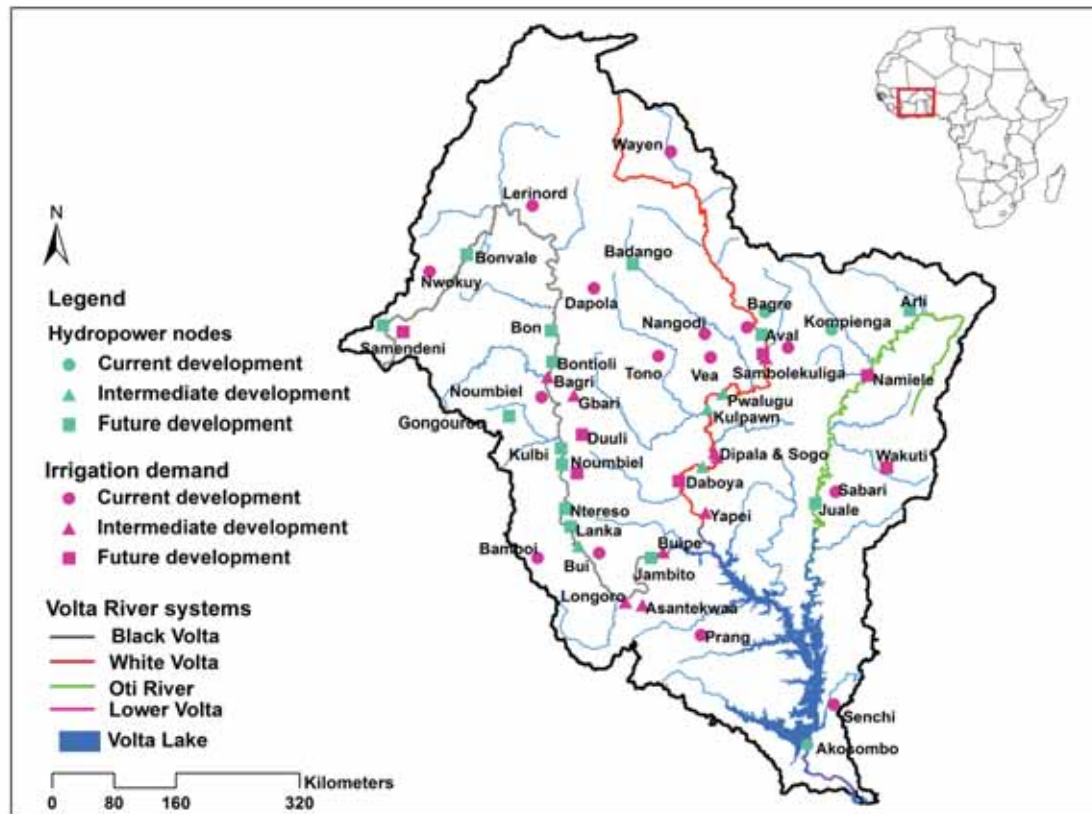 Wayen
Lerinord
Bonvale
Nwokuy
Badango
Dapola
Bagre
Arli
Kompienga
Nangodi
Aval
Bon
Samendeni
Sambolekuliga
Tono
Vea
Namiele
Bontioli
Bagri
Noumbiel
Gbari
Pwalugu
Kulpawn
Gongourou
Duuli
Kulbi
Noumbiel
Dipala & Sogo
Wakuti
Daboya
Sabari
Juale
Ntereso
Yapei
Lanka
Buipe
Bamboi
Bui
Jambito
Longoro
Asantekwaa
Prang
Senchi
Akosombo
N
Legend
Hydropower nodes
Current development
Intermediate development
Future development
Irrigation demand
Current development
Intermediate development
Future development
Volta River systems
Black Volta
White Volta
Oti River
Lower Volta
Volta Lake
Kilometers
0 80 160 320